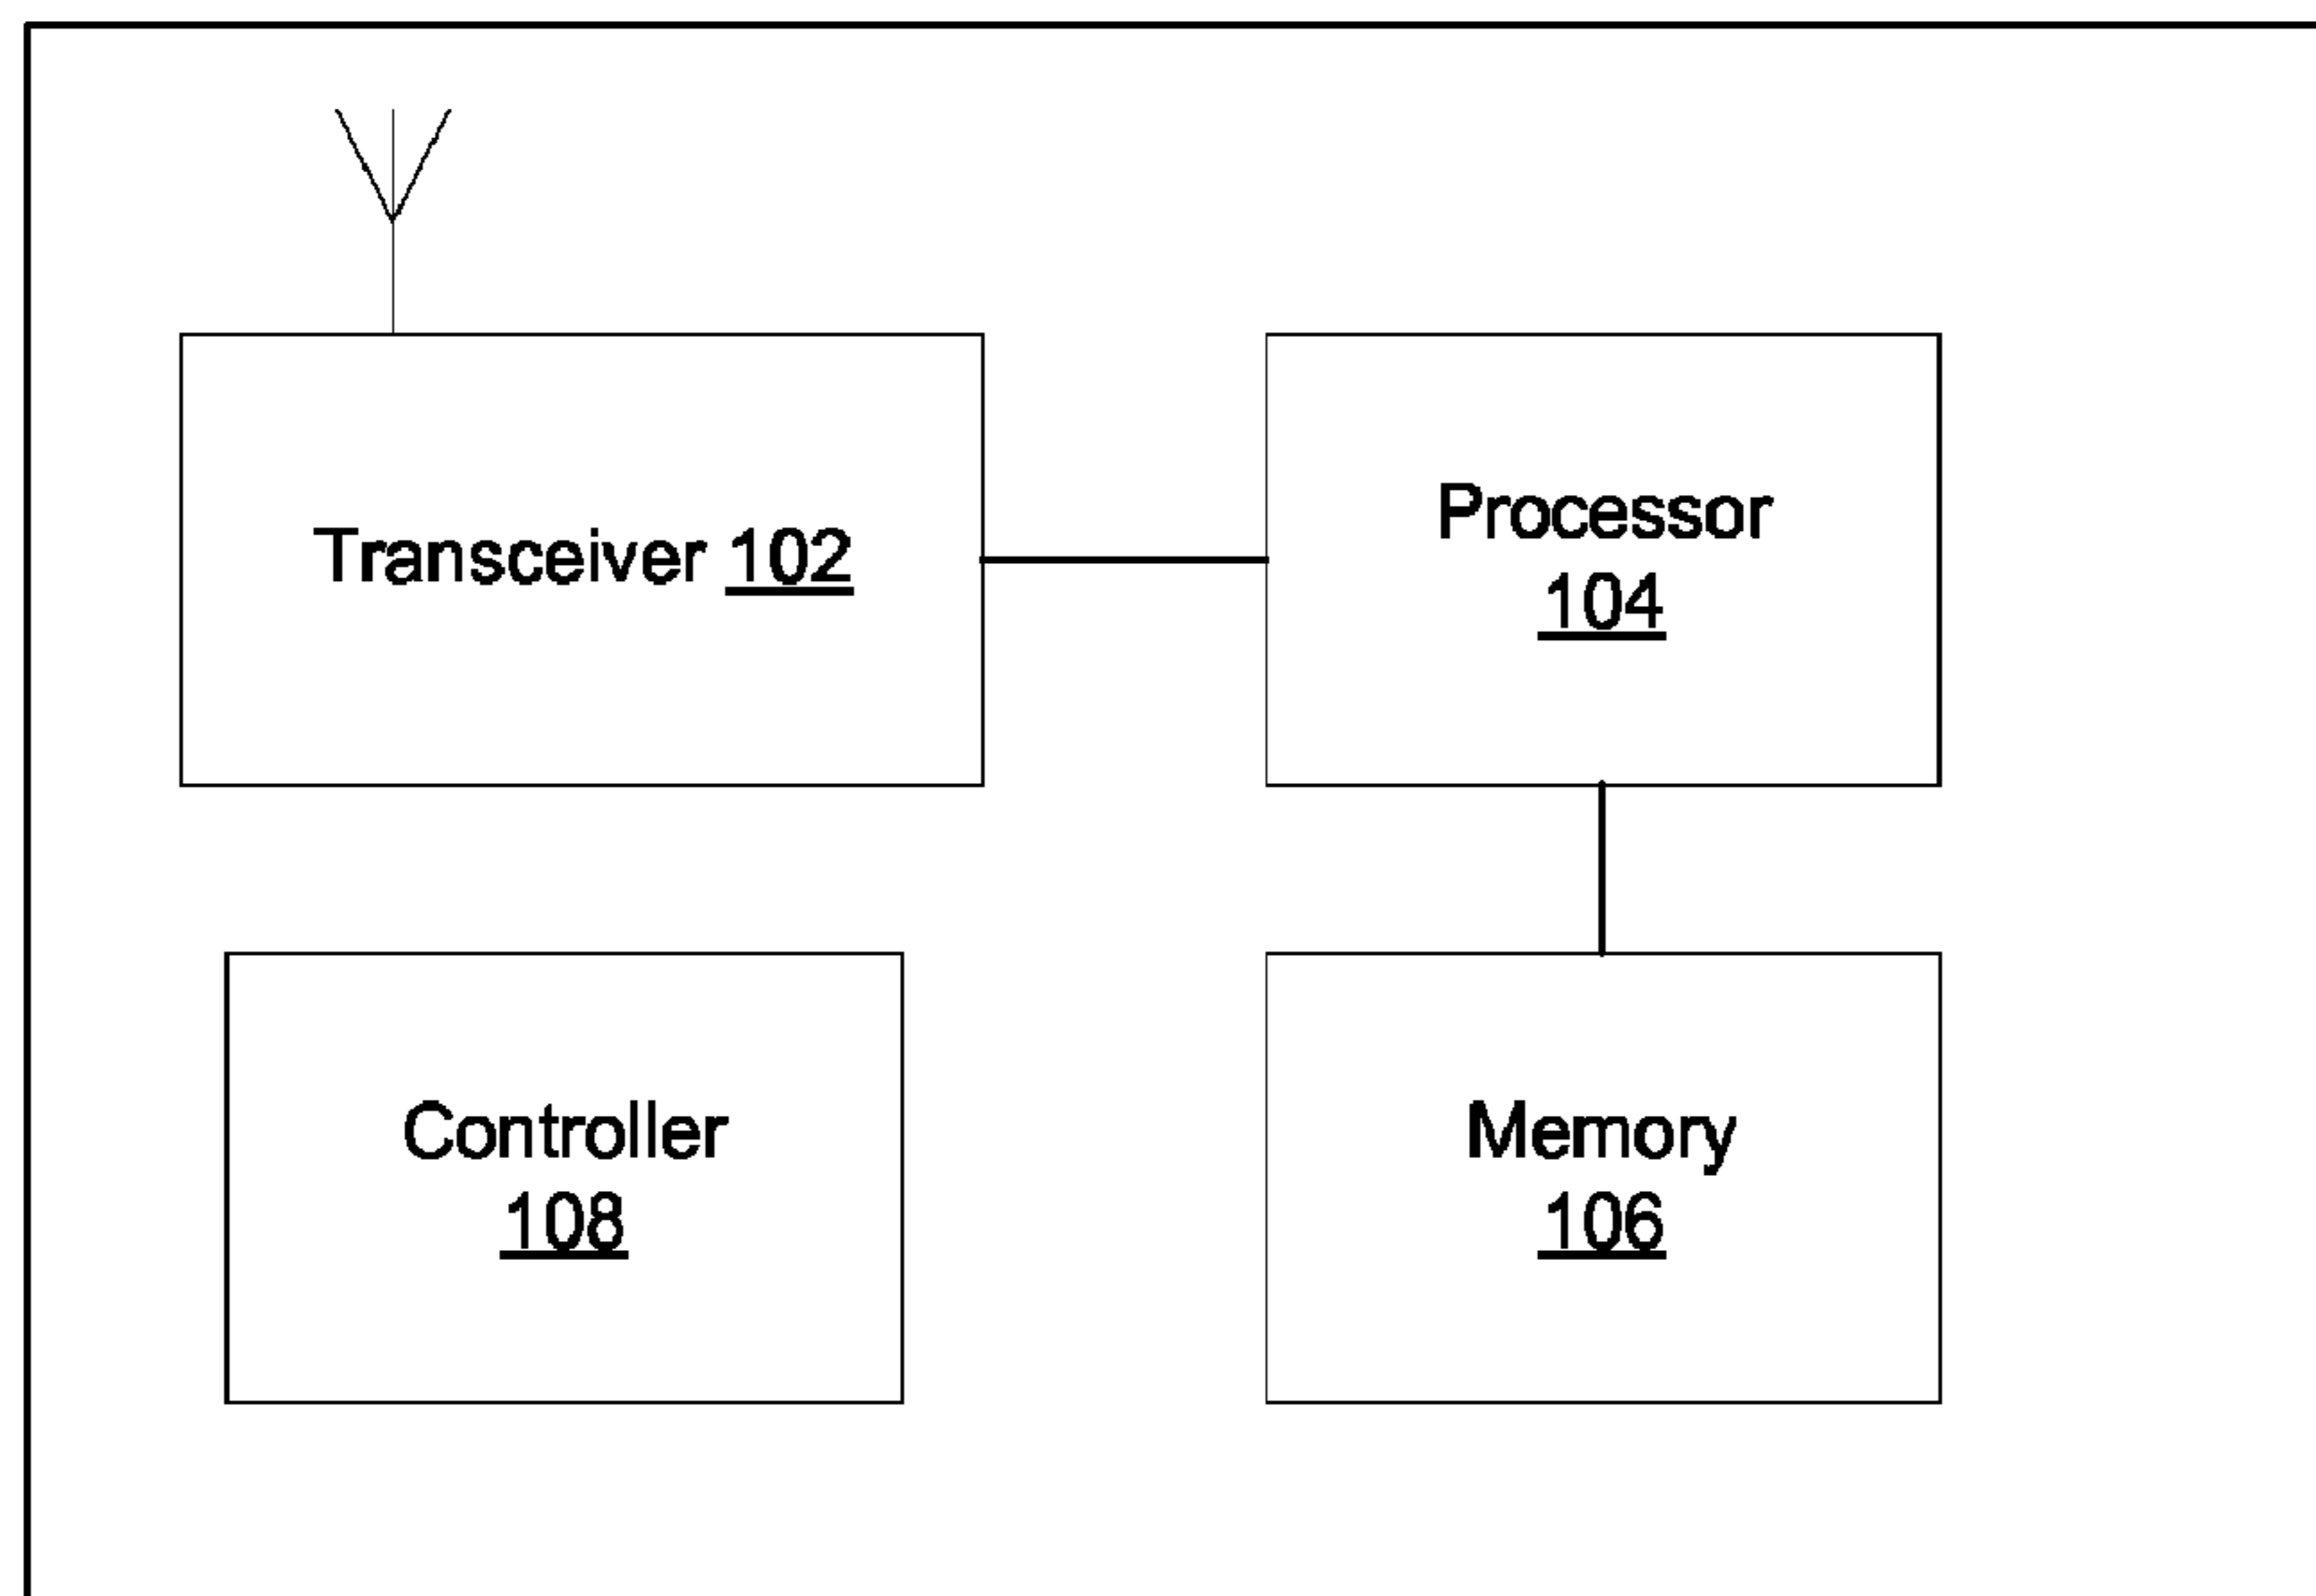 Transceiver 102
Processor
104
Controller
108
Memory
106